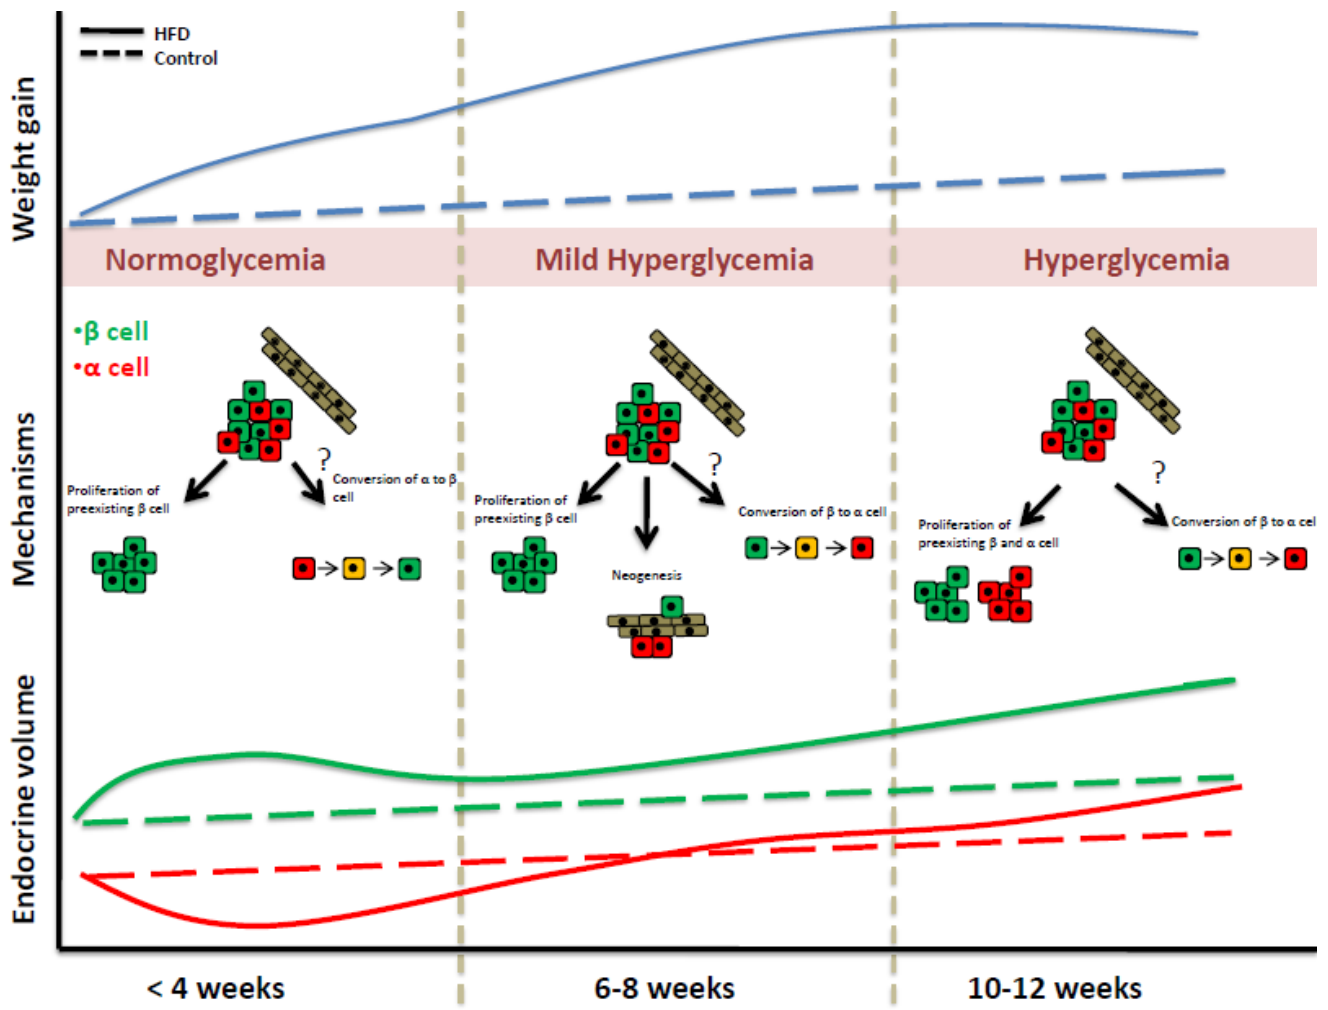 HFD
Control
Weight gain
Normoglycemia
Mild Hyperglycemia
Hyperglycemia
•β cell
•α cell
Mechanisms
?
Proliferation of
preexisting β cell
Conversion of α to β
cell
?
Proliferation of
preexisting β cell
Conversion of β to α cell
Neogenesis
?
Proliferation of
preexisting β and α cell
Conversion of β to α cell
Endocrine volume
< 4 weeks
6-8 weeks
10-12 weeks